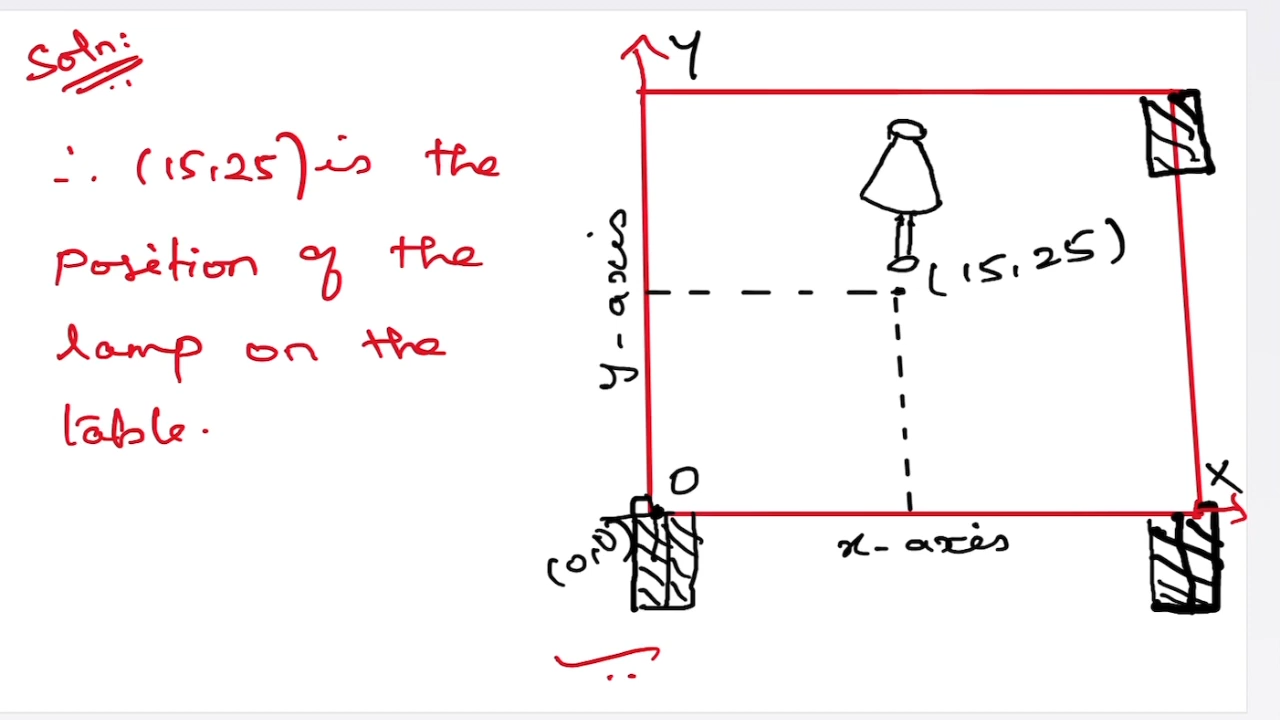 Soln:
∴ (15,25) is the
position of the
lamp on the
table.
Y
y-axis
(15,25)
O
X
(0,0)
x-axis